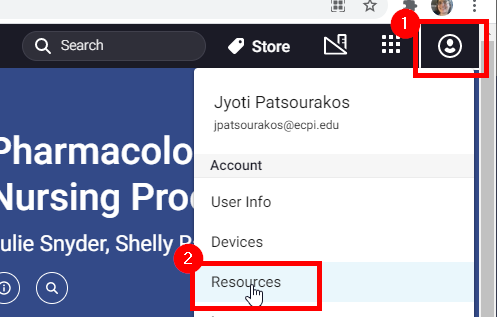 1
Search
Store
Jyoti Patsourakos
jpatsourakos@ecpi.edu
Account
User Info
Devices
2
Resources
Pharmacolo
Nursing Pro
ulie Snyder, Shelly